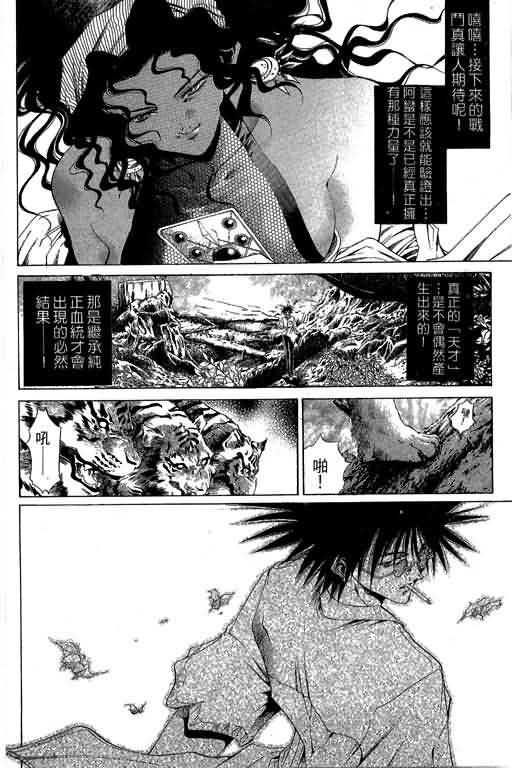 嘻嘻…接下來的戰
鬥真讓人期待呢！
這樣應該就能驗證出…
阿蠻是不是已經真正擁
有那種力量了——！
真正的「天才」
…是不會偶然產
生出來的！
那是繼承純
正血統才會
出現的必然
結果——！
啪！
吼——！